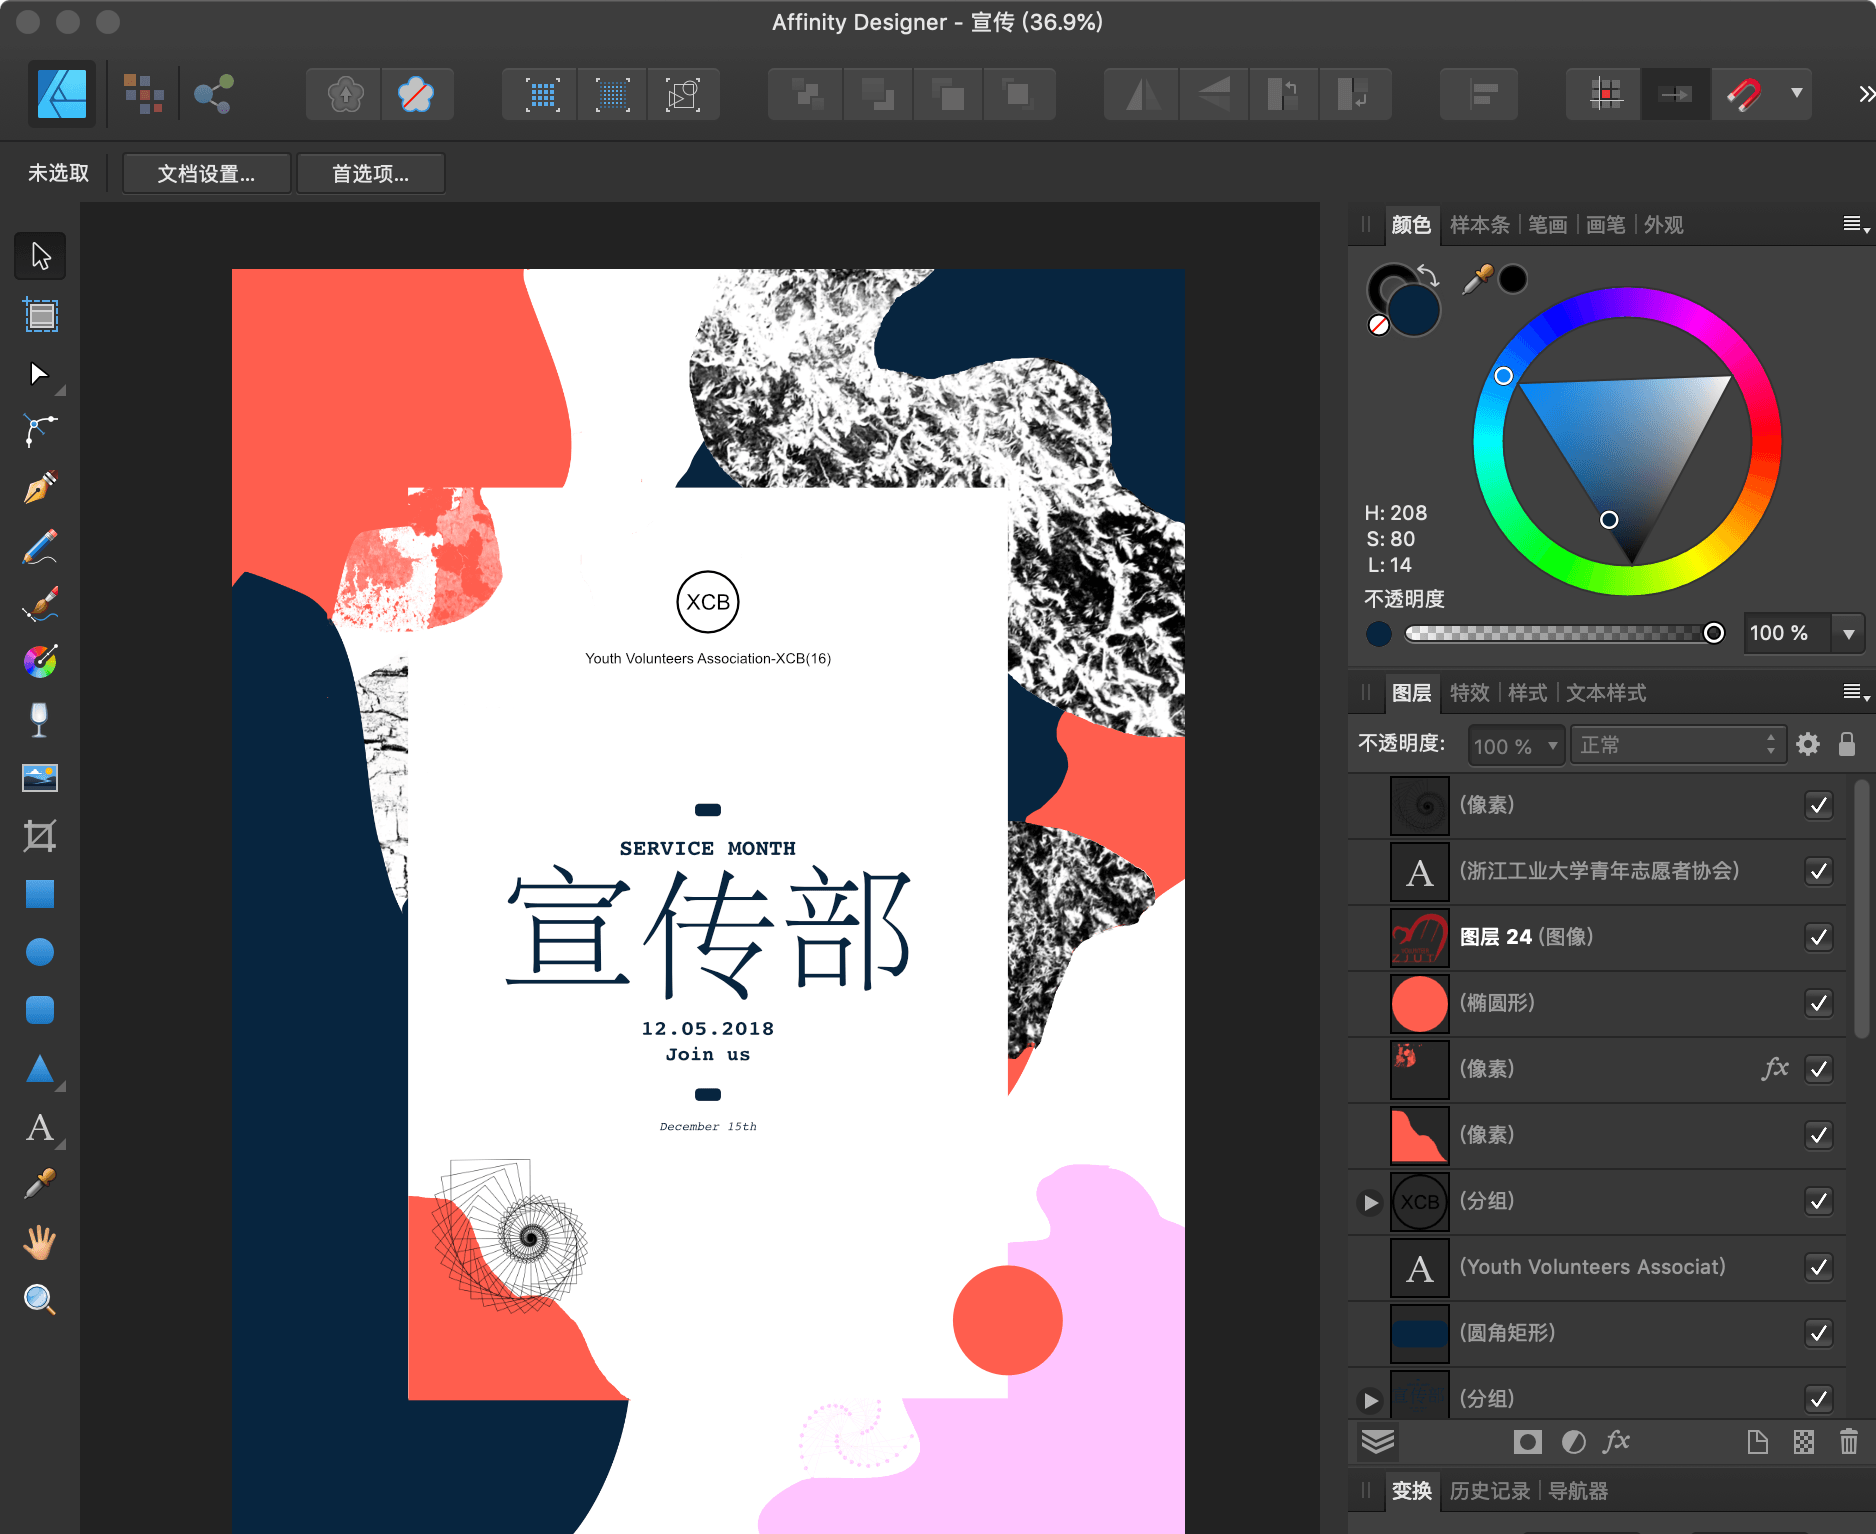 Affinity Designer - 宣传 (36.9%)
未选取
文档设置...
首选项...
颜色 样本条 笔画 画笔 外观
H: 208
S: 80
L: 14
不透明度
100 %
图层 特效 样式 文本样式
不透明度:
100 %
正常
(像素)
A (浙江工业大学青年志愿者协会)
ZJUT 图层 24 (图像)
(椭圆形)
(像素) fx
(像素)
XCB (分组)
A (Youth Volunteers Associat)
(圆角矩形)
(分组)
fx
变换 历史记录 导航器
A
XCB
Youth Volunteers Association-XCB(16)
SERVICE MONTH
宣传部
12.05.2018
Join us
December 15th